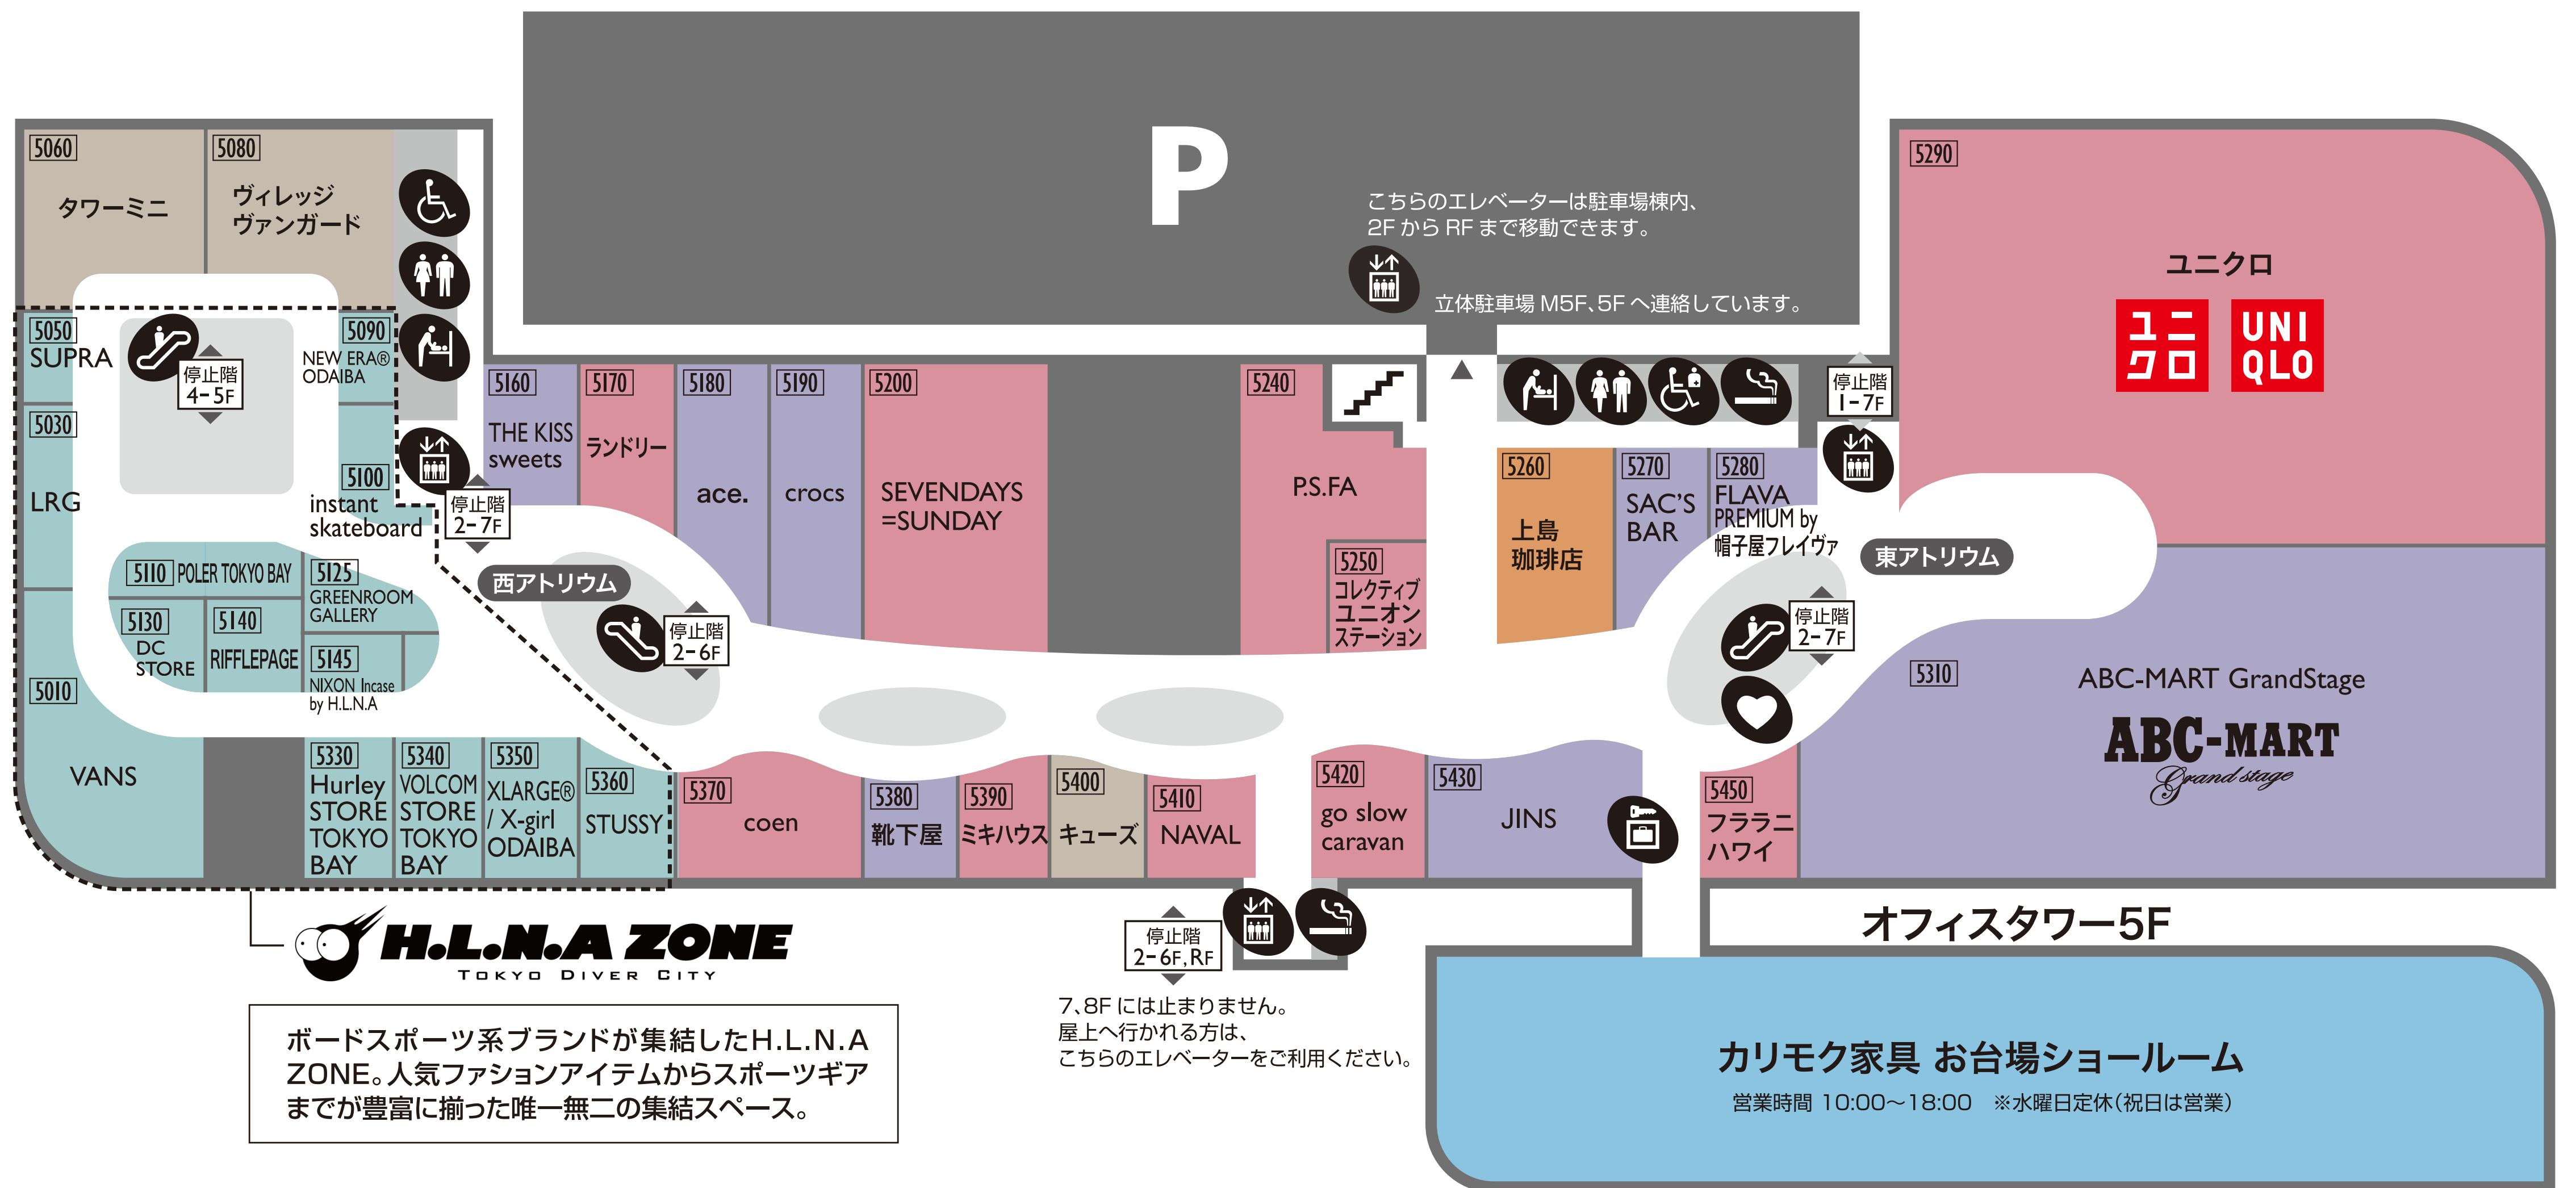 P
こちらのエレベーターは駐車場棟内、
2FからRFまで移動できます。
立体駐車場M5F、5Fへ連絡しています。
5060
タワーミニ
5080
ヴィレッジ
ヴァンガード
5050
SUPRA
停止階
4-5F
5090
NEW ERA®
ODAIBA
5030
LRG
5100
instant
skateboard
停止階
2-7F
5110 POLER TOKYO BAY
5125
GREENROOM
GALLERY
5130
DC
STORE
5140
RIFFLEPAGE
5145
NIXON Incase
by H.L.N.A
5010
VANS
5160
THE KISS
sweets
5170
ランドリー
5180
ace.
5190
crocs
5200
SEVENDAYS
=SUNDAY
西アトリウム
停止階
2-6F
5240
P.S.FA
5250
コレクティブ
ユニオン
ステーション
5260
上島
珈琲店
5270
SAC'S
BAR
5280
FLAVA
PREMIUM by
帽子屋フレイヴァ
停止階
1-7F
東アトリウム
停止階
2-7F
5290
ユニクロ
ユニ
クロ
UNI
QLO
5310
ABC-MART GrandStage
ABC-MART
Grand stage
5330
Hurley
STORE
TOKYO
BAY
5340
VOLCOM
STORE
TOKYO
BAY
5350
XLARGE®
/ X-girl
ODAIBA
5360
STUSSY
5370
coen
5380
靴下屋
5390
ミキハウス
5400
キューズ
5410
NAVAL
5420
go slow
caravan
5430
JINS
5450
フララニ
ハワイ
H.L.N.A ZONE
TOKYO DIVER CITY
ボードスポーツ系ブランドが集結したH.L.N.A
ZONE。人気ファションアイテムからスポーツギア
までが豊富に揃った唯一無二の集結スペース。
停止階
2-6F, RF
7、8Fには止まりません。
屋上へ行かれる方は、
こちらのエレベーターをご利用ください。
オフィスタワー5F
カリモク家具 お台場ショールーム
営業時間 10:00〜18:00 ※水曜日定休(祝日は営業)